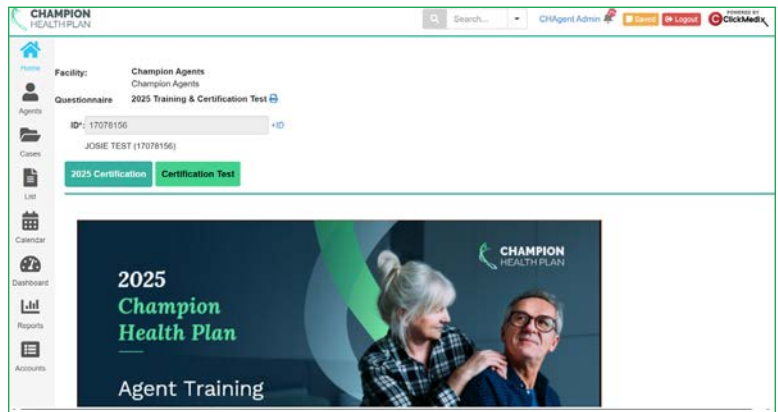 CHAMPION
HEALTH PLAN
Search...
CHAgent Admin
Saved
Logout
POWERED BY
ClickMedix
Home
Agents
Cases
List
Calendar
Dashboard
Reports
Accounts
Facility: Champion Agents
Champion Agents
Questionnaire 2025 Training & Certification Test
ID*: 17078156 +ID
JOSIE TEST (17078156)
2025 Certification Certification Test
CHAMPION
HEALTH PLAN
2025
Champion
Health Plan
Agent Training